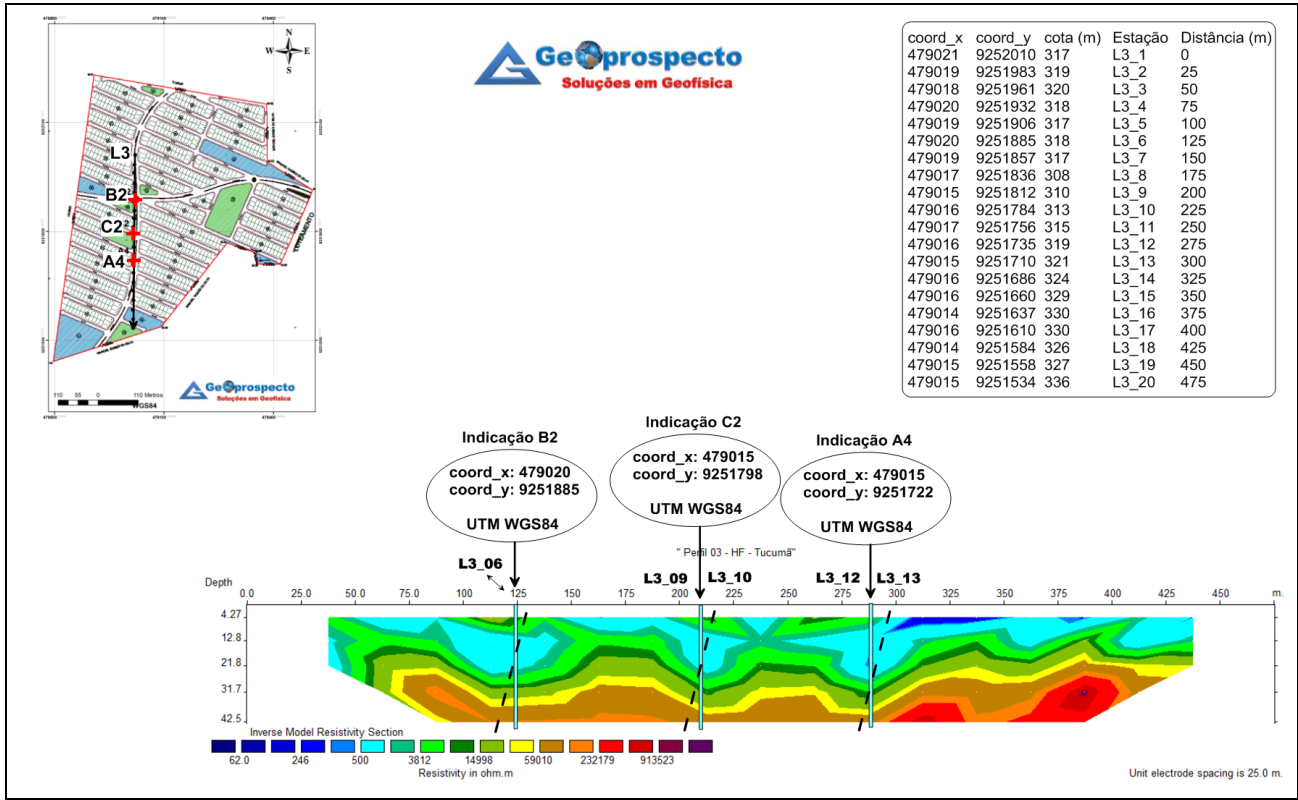 N
W E
S
L3
B2
C2
A4
LOTEAMENTO
110 55 0 110 Metros
WGS84
Geoprospecto
Soluções em Geofísica
Geoprospecto
Soluções em Geofísica
coord_x coord_y cota (m) Estação Distância (m)
479021 9252010 317 L3_1 0
479019 9251983 319 L3_2 25
479018 9251961 320 L3_3 50
479020 9251932 318 L3_4 75
479019 9251906 317 L3_5 100
479020 9251885 318 L3_6 125
479019 9251857 317 L3_7 150
479017 9251836 308 L3_8 175
479015 9251812 310 L3_9 200
479016 9251784 313 L3_10 225
479017 9251756 315 L3_11 250
479016 9251735 319 L3_12 275
479015 9251710 321 L3_13 300
479016 9251686 324 L3_14 325
479016 9251660 329 L3_15 350
479014 9251637 330 L3_16 375
479016 9251610 330 L3_17 400
479014 9251584 326 L3_18 425
479015 9251558 327 L3_19 450
479015 9251534 336 L3_20 475
Indicação B2
coord_x: 479020
coord_y: 9251885
UTM WGS84
Indicação C2
coord_x: 479015
coord_y: 9251798
UTM WGS84
Indicação A4
coord_x: 479015
coord_y: 9251722
UTM WGS84
" Perfil 03 - HF - Tucumã"
L3_06 L3_09 L3_10 L3_12 L3_13
Depth 0.0 25.0 50.0 75.0 100 125 150 175 200 225 250 275 300 325 350 375 400 425 450 m.
4.27
12.8
21.8
31.7
42.5
Inverse Model Resistivity Section
62.0 246 500 3812 14998 59010 232179 913523
Resistivity in ohm.m
Unit electrode spacing is 25.0 m.